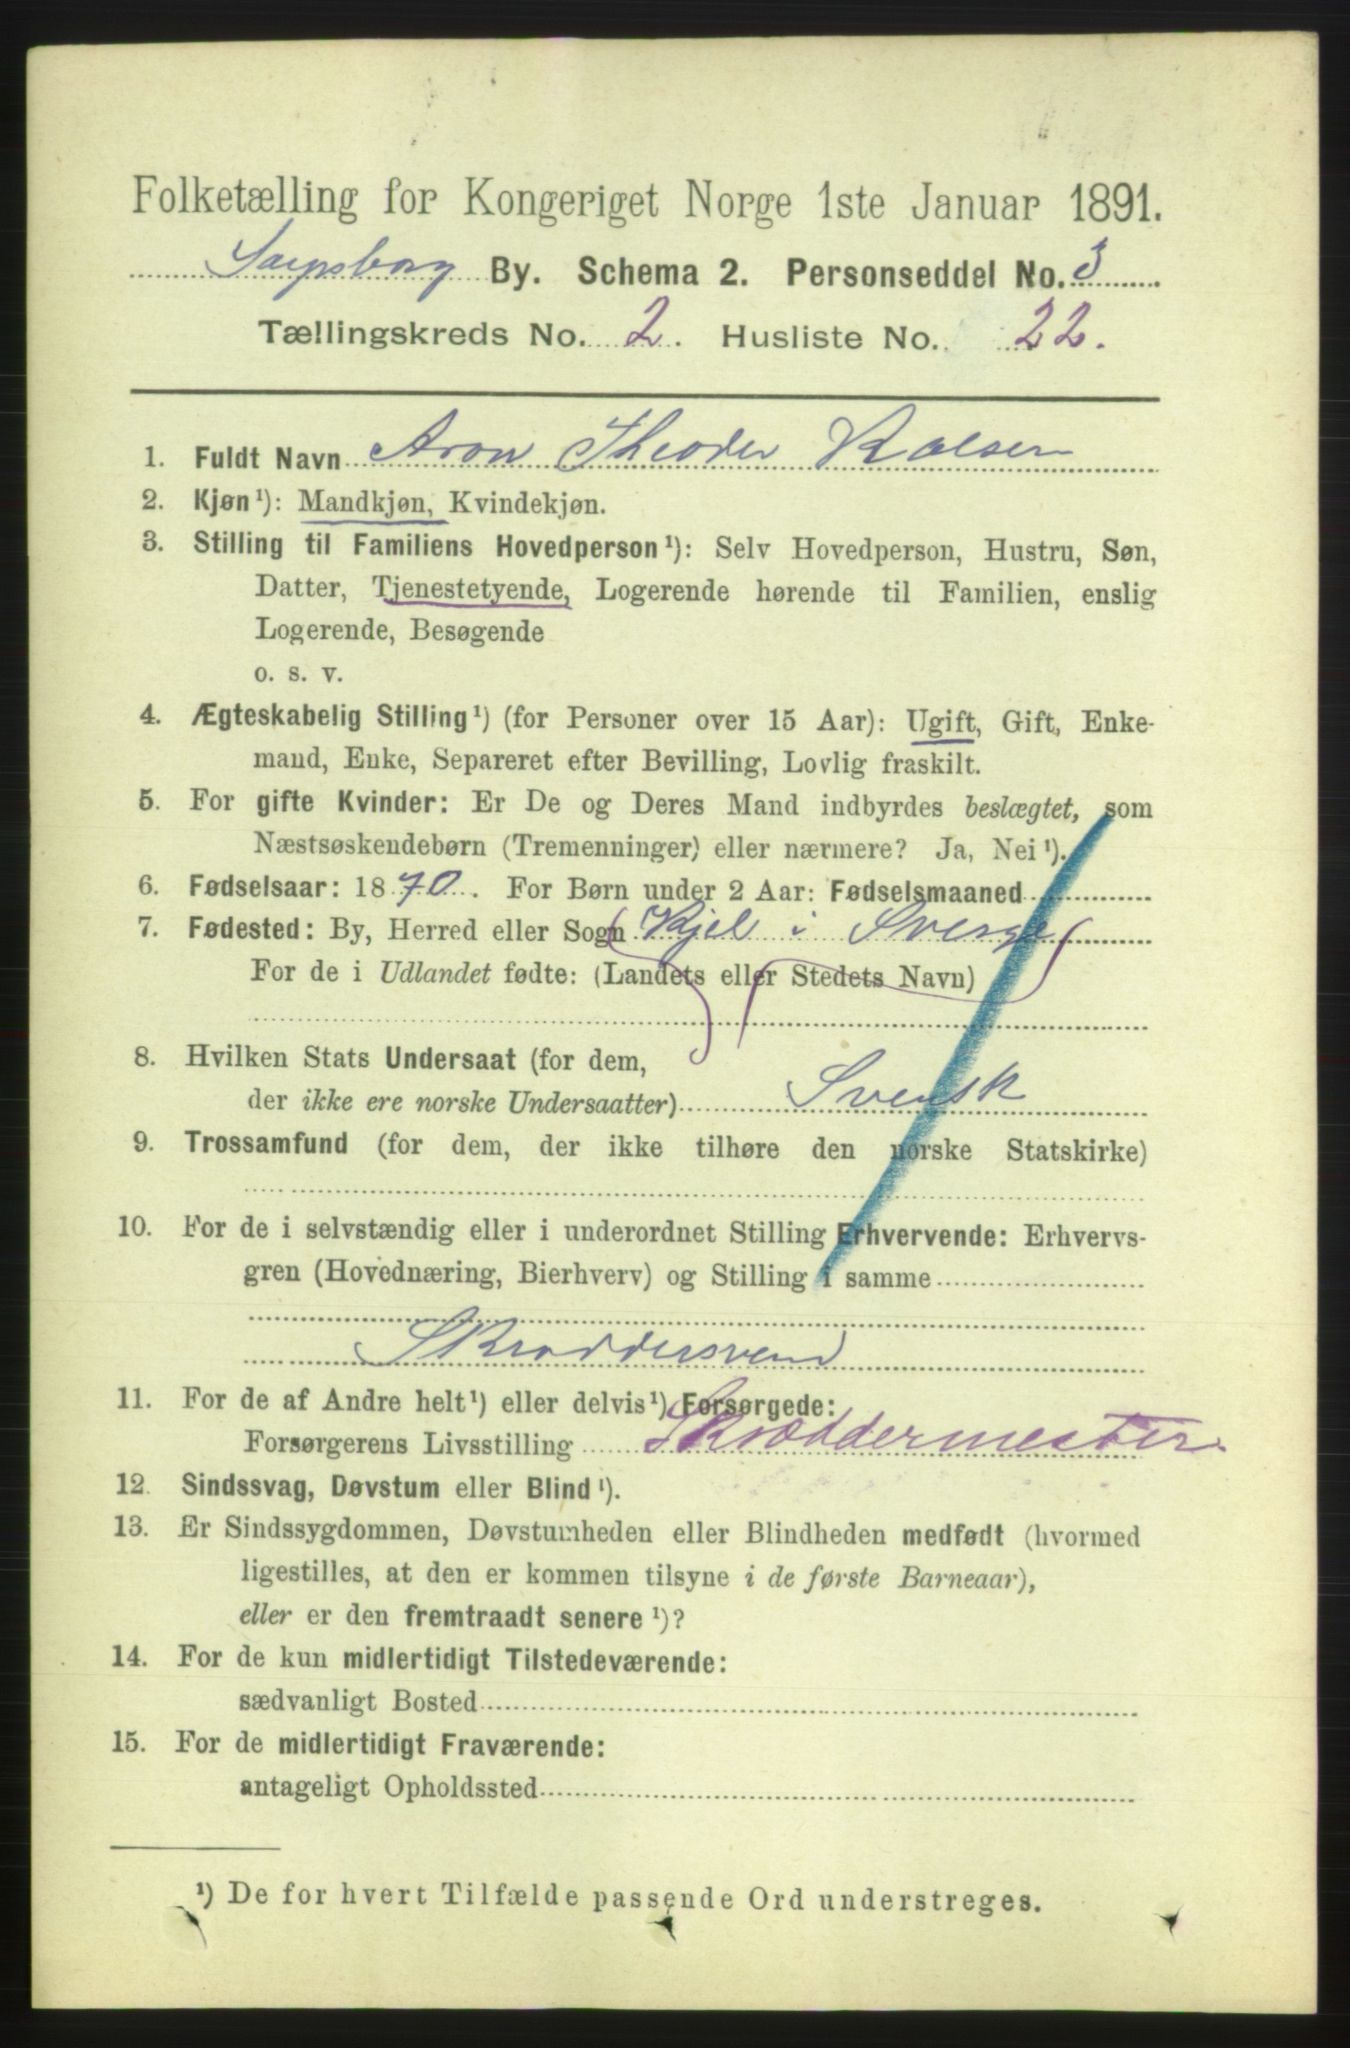 Folketælling for Kongeriget Norge 1ste Januar 1891.
Sarpsborg By. Schema 2. Personseddel No. 3
Tællingskreds No. 2. Husliste No. 22.
1. Fuldt Navn Aron Theoder
2. Kjøn¹): Mandkjøn, Kvindekjøn.
3. Stilling til Familiens Hovedperson¹): Selv Hovedperson, Hustru, Søn,
Datter, Tjenestetyende, Logerende hørende til Familien, enslig
Logerende, Besøgende
o. s. v.
4. Ægteskabelig Stilling¹) (for Personer over 15 Aar): Ugift, Gift, Enke-
mand, Enke, Separeret efter Bevilling, Lovlig fraskilt.
5. For gifte Kvinder: Er De og Deres Mand indbyrdes beslægtet, som
Næstsøskendebørn (Tremenninger) eller nærmere? Ja, Nei¹).
6. Fødselsaar: 1870. For Børn under 2 Aar: Fødselsmaaned
7. Fødested: By, Herred eller Sogn Kjel i Sverge
For de i Udlandet fødte: (Landets eller Stedets Navn)
8. Hvilken Stats Undersaat (for dem,
der ikke ere norske Undersaatter) Svensk
9. Trossamfund (for dem, der ikke tilhøre den norske Statskirke)
10. For de i selvstændig eller i underordnet Stilling Erhvervende: Erhvervs-
gren (Hovednæring, Bierhverv) og Stilling i samme
Skræddersvend
11. For de af Andre helt¹) eller delvis¹) Forsørgede:
Forsørgerens Livsstilling Skræddermester
12. Sindssvag, Døvstum eller Blind¹).
13. Er Sindssygdommen, Døvstumheden eller Blindheden medfødt (hvormed
ligestilles, at den er kommen tilsyne i de første Barneaar),
eller er den fremtraadt senere¹)?
14. For de kun midlertidigt Tilstedeværende:
sædvanligt Bosted
15. For de midlertidigt Fraværende:
antageligt Opholdssted
¹) De for hvert Tilfælde passende Ord understreges.